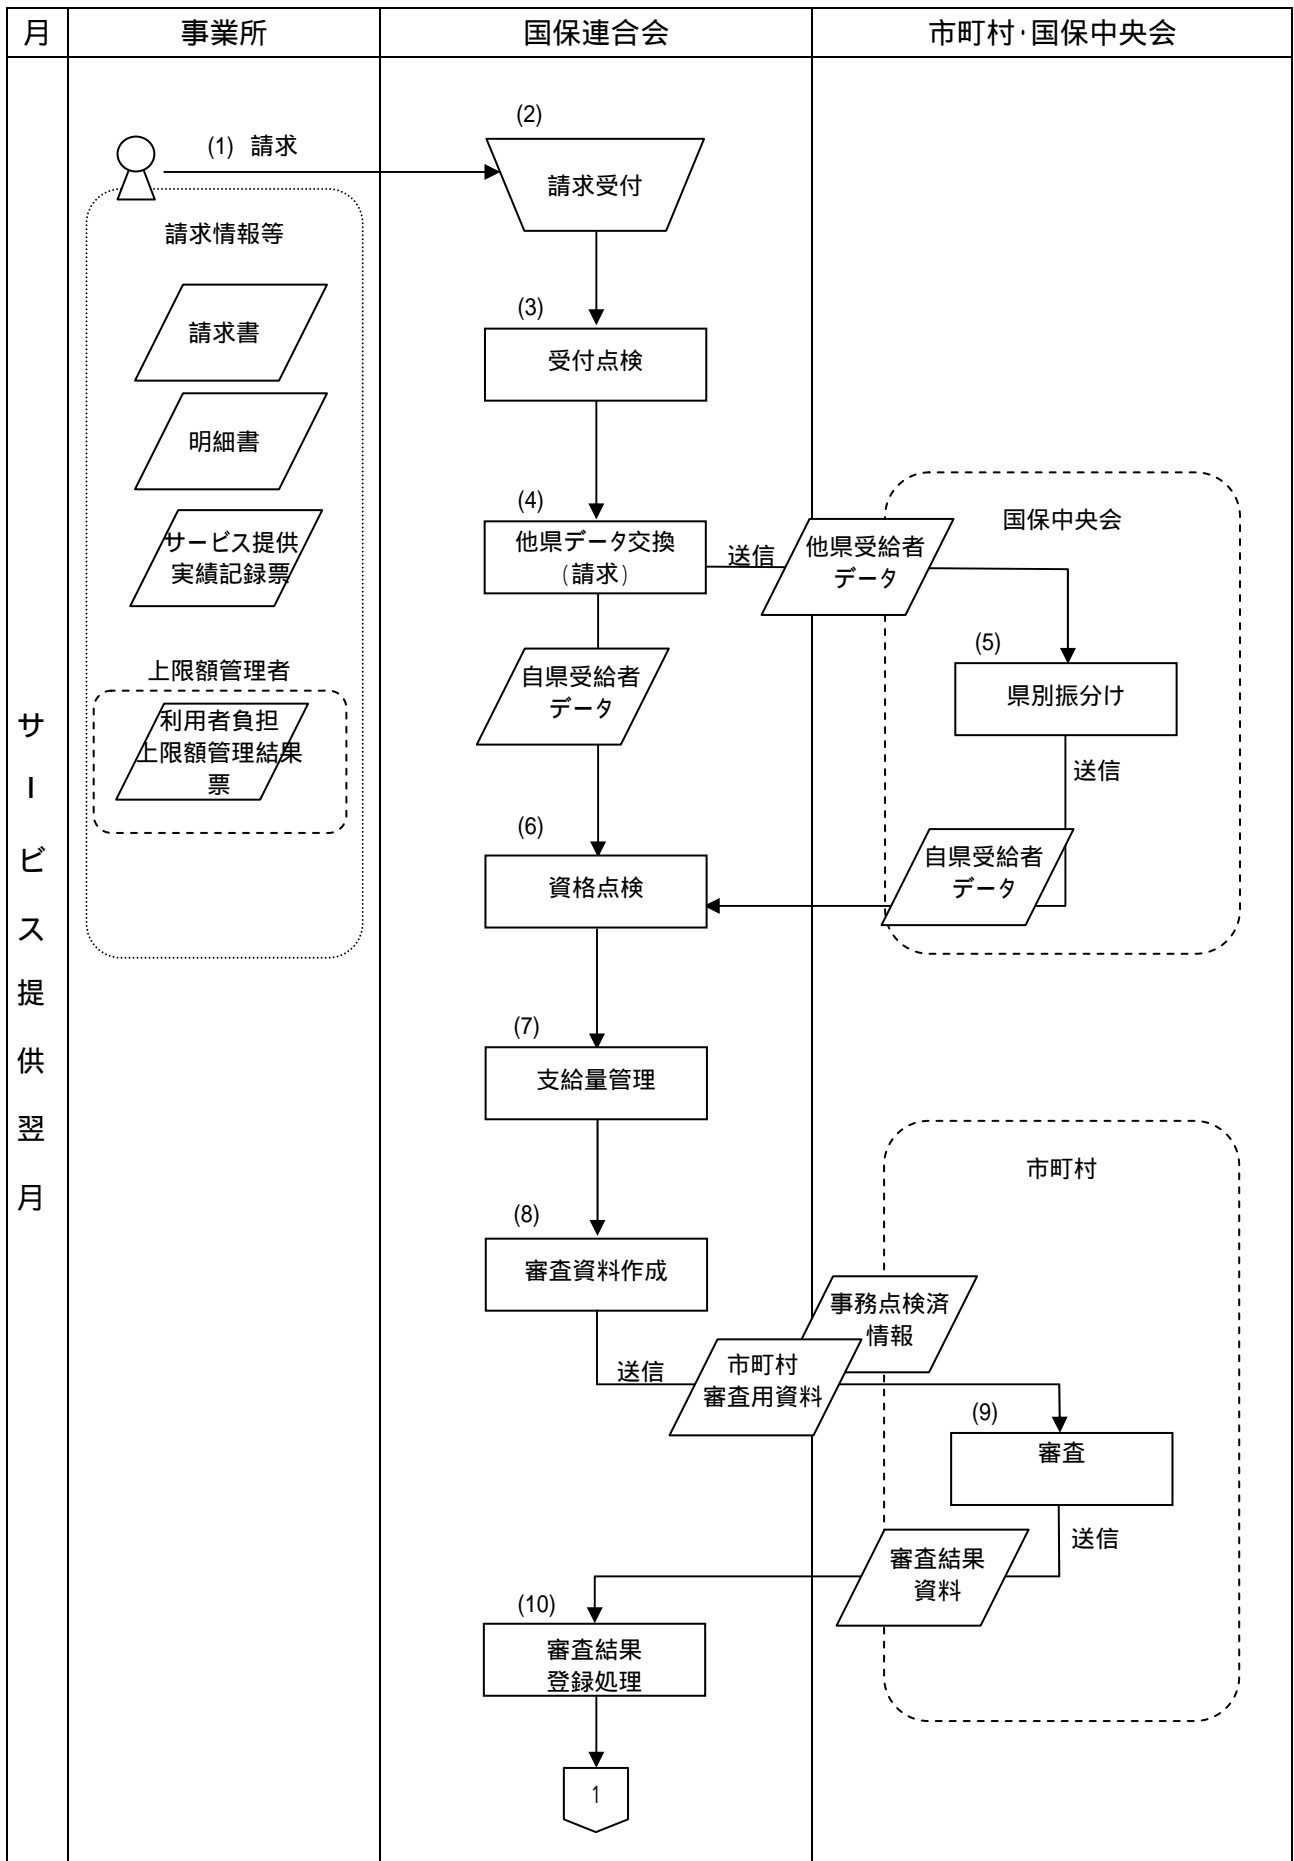 月
事業所
国保連合会
市町村・国保中央会
サービス提供翌月
(1) 請求
請求情報等
請求書
明細書
サービス提供
実績記録票
上限額管理者
利用者負担
上限額管理結果
票
(2)
請求受付
(3)
受付点検
(4)
他県データ交換
(請求)
送信
他県受給者
データ
国保中央会
(5)
県別振分け
送信
自県受給者
データ
自県受給者
データ
(6)
資格点検
(7)
支給量管理
(8)
審査資料作成
送信
市町村
審査用資料
事務点検済
情報
市町村
(9)
審査
送信
審査結果
資料
(10)
審査結果
登録処理
1